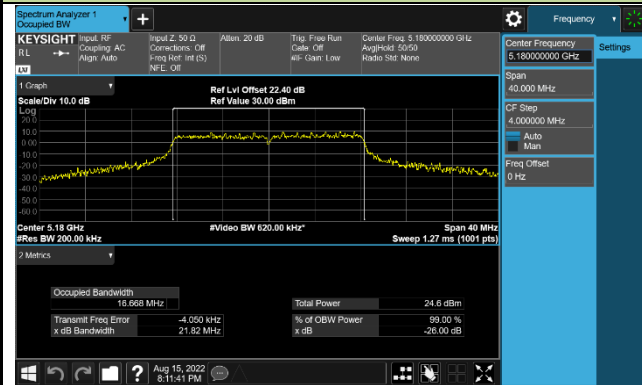 Spectrum Analyzer 1
Occupied BW
+
Frequency
KEYSIGHT
RL
LXI
Input: RF
Coupling: AC
Align: Auto
Input Z: 50 Ω
Corrections: Off
Freq Ref: Int (S)
NFE: Off
Atten: 20 dB
Trig: Free Run
Gate: Off
#IF Gain: Low
Center Freq: 5.180000000 GHz
Avg|Hold: 50/50
Radio Std: None
Center Frequency
5.180000000 GHz
Settings
Span
40.000 MHz
CF Step
4.000000 MHz
Auto
Man
Freq Offset
0 Hz
1 Graph
Scale/Div 10.0 dB
Ref Lvl Offset 22.40 dB
Ref Value 30.00 dBm
Log
20.0
10.0
0.00
-10.0
-20.0
-30.0
-40.0
-50.0
-60.0
Center 5.18 GHz
#Video BW 620.00 kHz*
Span 40 MHz
#Res BW 200.00 kHz
Sweep 1.27 ms (1001 pts)
2 Metrics
Occupied Bandwidth
16.668 MHz
Total Power 24.6 dBm
Transmit Freq Error -4.050 kHz
% of OBW Power 99.00 %
x dB Bandwidth 21.82 MHz
x dB -26.00 dB
?
Aug 15, 2022
8:11:41 PM